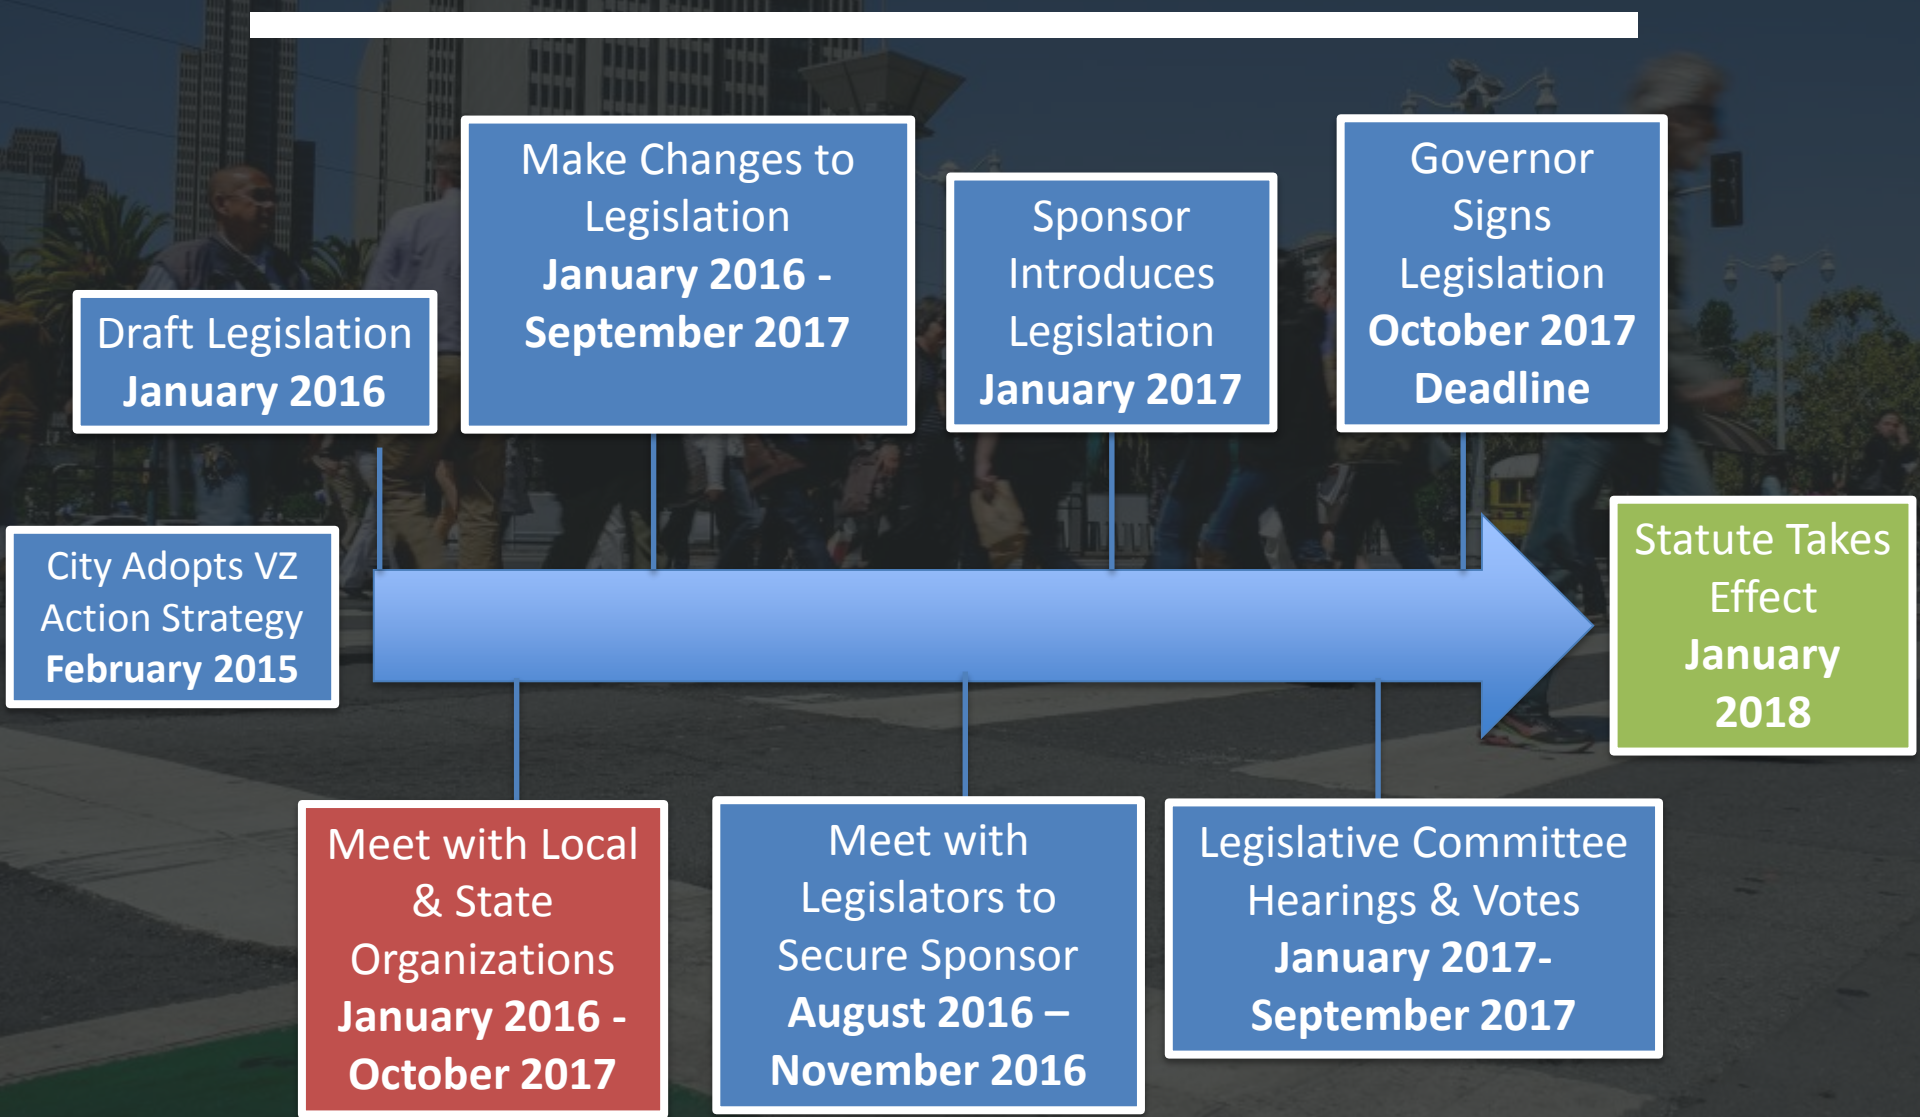 Draft Legislation
January 2016
Make Changes to
Legislation
January 2016 -
September 2017
Sponsor
Introduces
Legislation
January 2017
Governor
Signs
Legislation
October 2017
Deadline
City Adopts VZ
Action Strategy
February 2015
Statute Takes
Effect
January
2018
Meet with Local
& State
Organizations
January 2016 -
October 2017
Meet with
Legislators to
Secure Sponsor
August 2016 –
November 2016
Legislative Committee
Hearings & Votes
January 2017-
September 2017